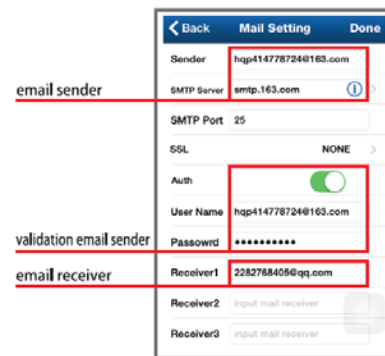 Back Mail Setting Done
Sender hqp414778724@163.com
email sender
SMTP Server smtp.163.com
SMTP Port 25
SSL NONE
Auth
User Name hqp414778724@163.com
validation email sender
Passowrd ••••••••••
email receiver
Receiver1 2282768405@qq.com
Receiver2 input mail receiver
Receiver3 input mail receiver